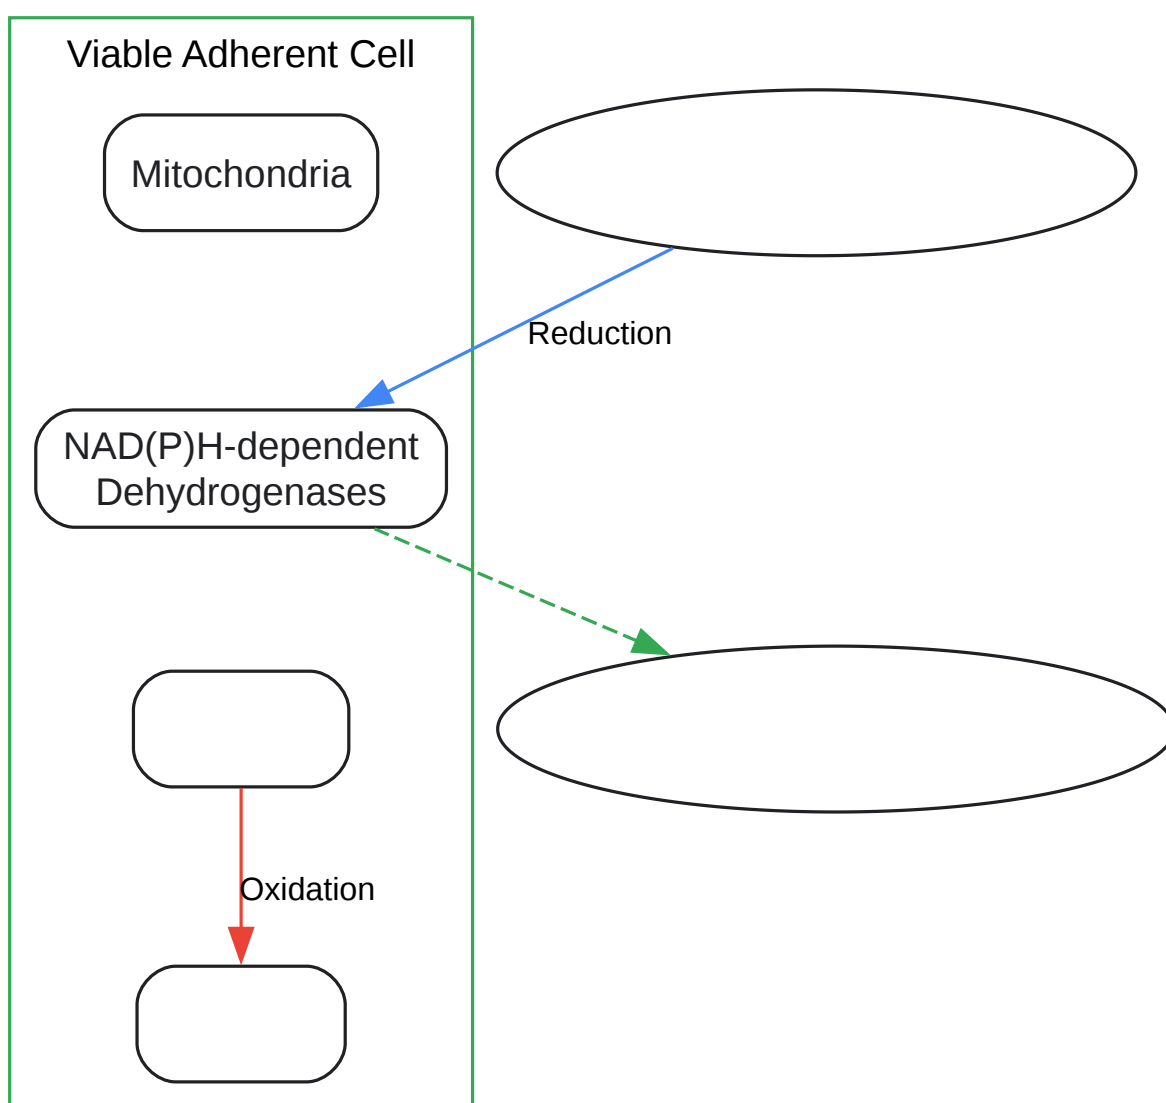 Viable Adherent Cell
Mitochondria
Reduction
NAD(P)H-dependent
Dehydrogenases
Oxidation